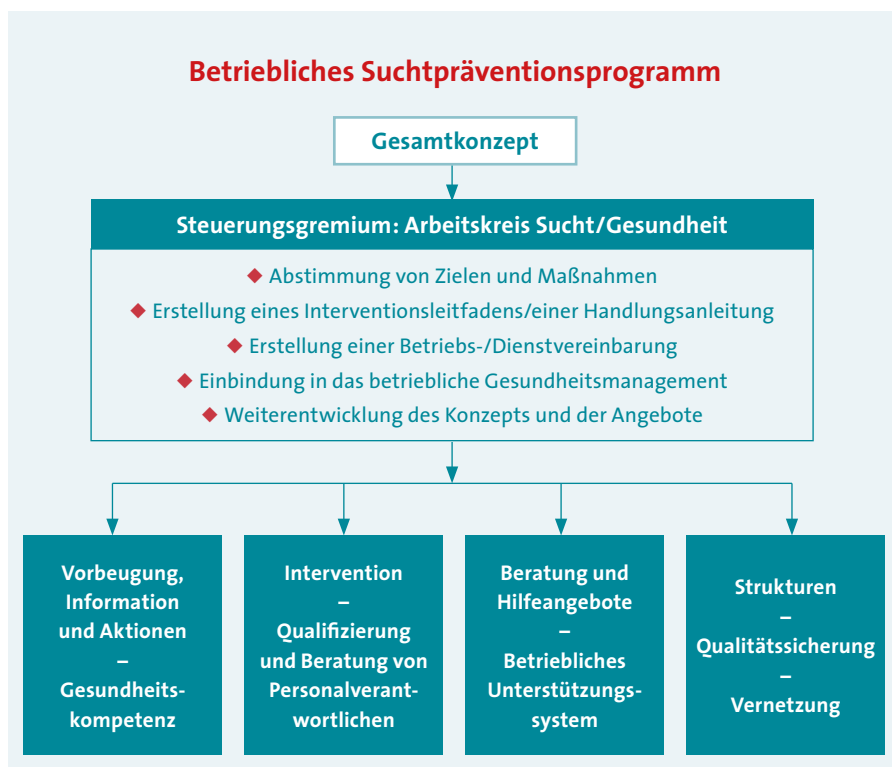 Betriebliches Suchtpräventionsprogramm
Gesamtkonzept
Steuerungsgremium: Arbeitskreis Sucht/Gesundheit
◆ Abstimmung von Zielen und Maßnahmen
◆ Erstellung eines Interventionsleitfadens/einer Handlungsanleitung
◆ Erstellung einer Betriebs-/Dienstvereinbarung
◆ Einbindung in das betriebliche Gesundheitsmanagement
◆ Weiterentwicklung des Konzepts und der Angebote
Vorbeugung,
Information
und Aktionen
–
Gesundheits-
kompetenz
Intervention
–
Qualifizierung
und Beratung von
Personalverant-
wortlichen
Beratung und
Hilfeangebote
–
Betriebliches
Unterstützungs-
system
Strukturen
–
Qualitätssicherung
–
Vernetzung